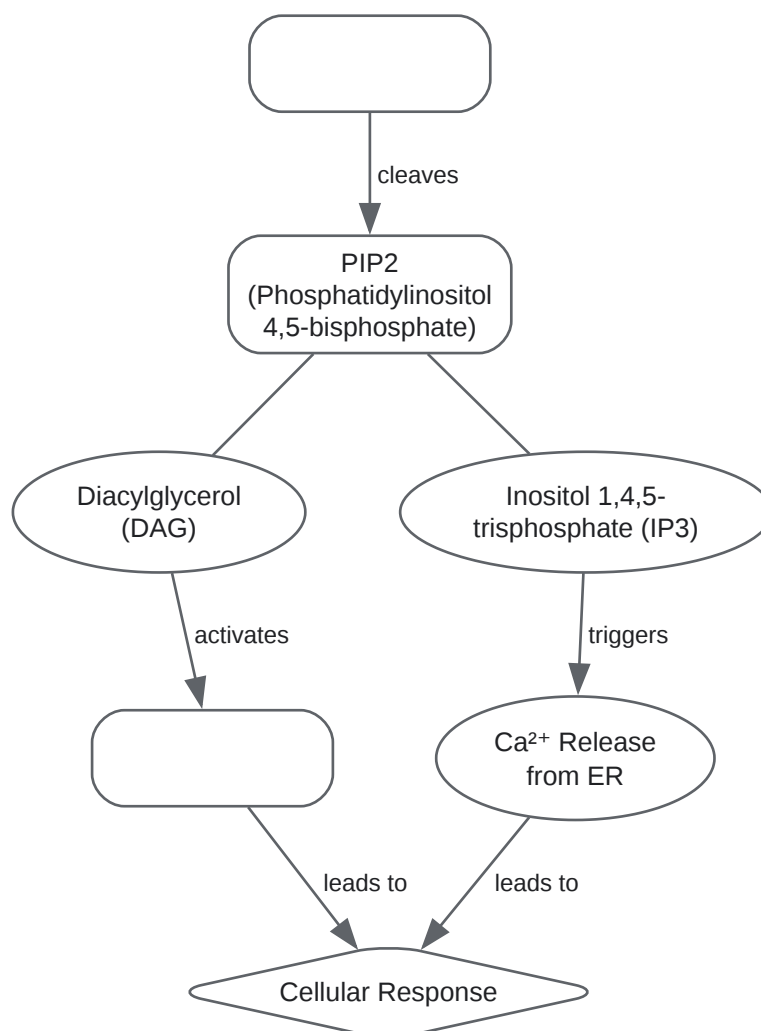 cleaves
PIP2
(Phosphatidylinositol
4,5-bisphosphate)
Diacylglycerol
(DAG)
Inositol 1,4,5-
trisphosphate (IP3)
activates
triggers
Ca²⁺ Release
from ER
leads to
leads to
Cellular Response